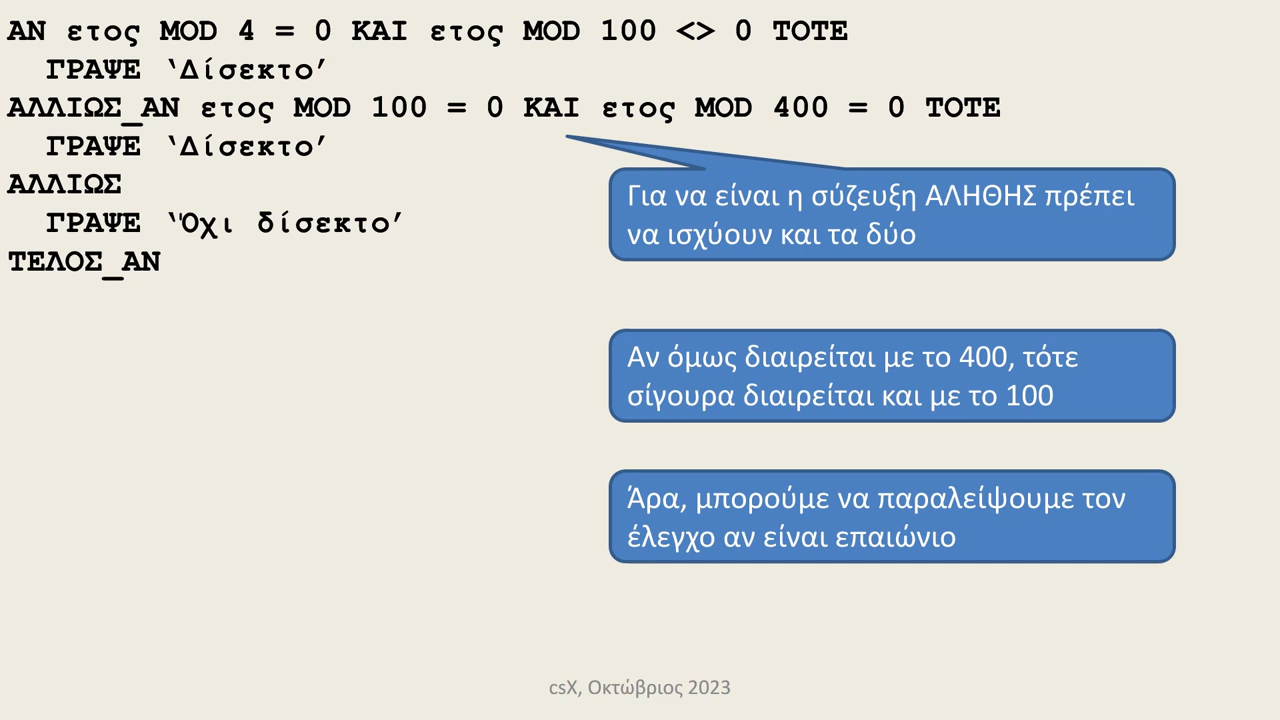 ΑΝ ετος MOD 4 = 0 ΚΑΙ ετος MOD 100 <> 0 ΤΟΤΕ
ΓΡΑΨΕ ‘Δίσεκτο’
ΑΛΛΙΩΣ_ΑΝ ετος MOD 100 = 0 ΚΑΙ ετος MOD 400 = 0 ΤΟΤΕ
ΓΡΑΨΕ ‘Δίσεκτο’
ΑΛΛΙΩΣ
ΓΡΑΨΕ ‘Όχι δίσεκτο’
ΤΕΛΟΣ_ΑΝ
Για να είναι η σύζευξη ΑΛΗΘΗΣ πρέπει
να ισχύουν και τα δύο
Αν όμως διαιρείται με το 400, τότε
σίγουρα διαιρείται και με το 100
Άρα, μπορούμε να παραλείψουμε τον
έλεγχο αν είναι επαιώνιο
csX, Οκτώβριος 2023